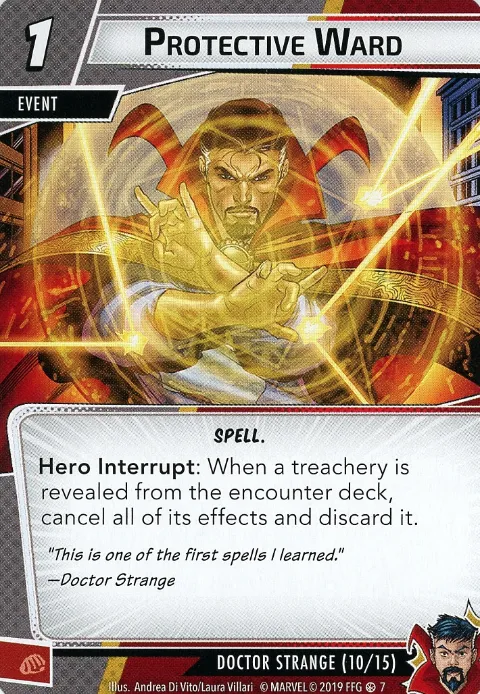 1
PROTECTIVE WARD
EVENT
SPELL.
Hero Interrupt: When a treachery is
revealed from the encounter deck,
cancel all of its effects and discard it.
"This is one of the first spells I learned."
—Doctor Strange
DOCTOR STRANGE (10/15)
Illus. Andrea Di Vito/Laura Villari © MARVEL © 2019 FFG 7